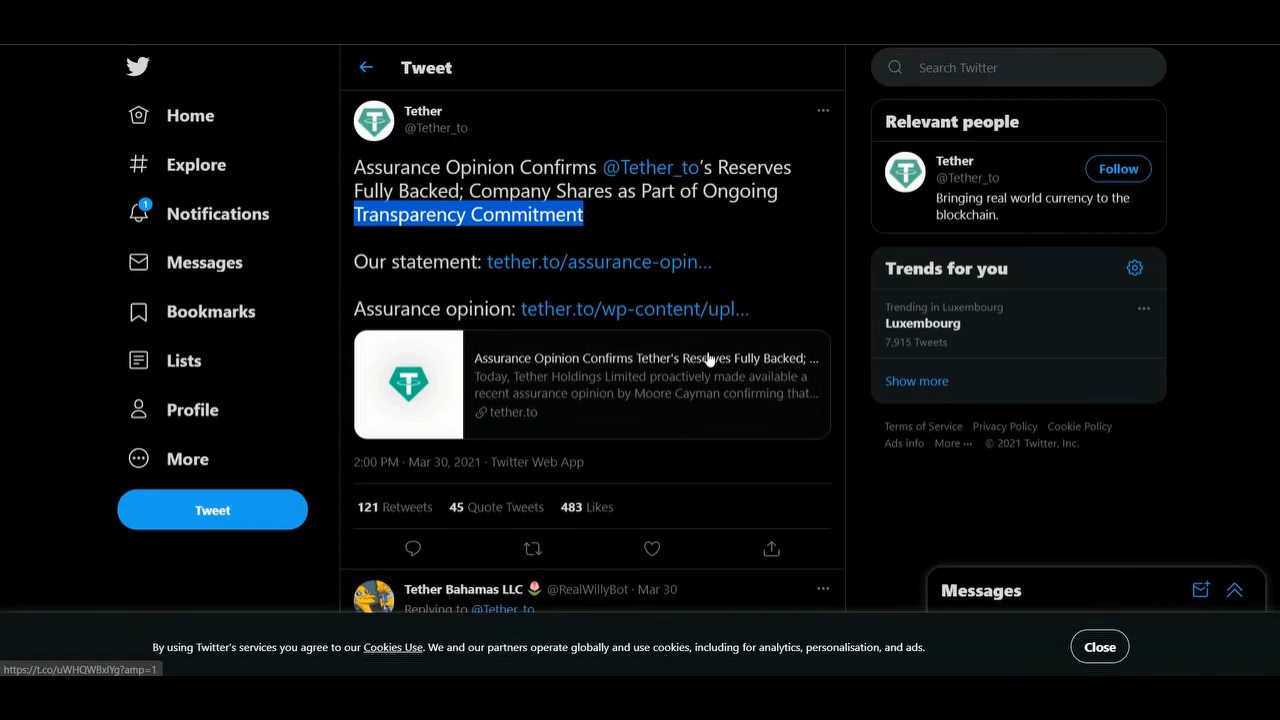 Tweet
Search Twitter
Home
Explore
1
Notifications
Messages
Bookmarks
Lists
Profile
More
Tweet
Tether
@Tether_to
Assurance Opinion Confirms @Tether_to's Reserves
Fully Backed; Company Shares as Part of Ongoing
Transparency Commitment
Our statement: tether.to/assurance-opin...
Assurance opinion: tether.to/wp-content/upl...
Assurance Opinion Confirms Tether's Reserves Fully Backed; ...
Today, Tether Holdings Limited proactively made available a
recent assurance opinion by Moore Cayman confirming that...
tether.to
2:00 PM · Mar 30, 2021 · Twitter Web App
121 Retweets 45 Quote Tweets 483 Likes
Tether Bahamas LLC @RealWillyBot · Mar 30
Replying to @Tether_to
Relevant people
Tether
@Tether_to
Follow
Bringing real world currency to the
blockchain.
Trends for you
Trending in Luxembourg
Luxembourg
7,915 Tweets
Show more
Terms of Service Privacy Policy Cookie Policy
Ads info More ··· © 2021 Twitter, Inc.
Messages
By using Twitter's services you agree to our Cookies Use. We and our partners operate globally and use cookies, including for analytics, personalisation, and ads.
Close
https://t.co/uWHQWBxlYg?amp=1